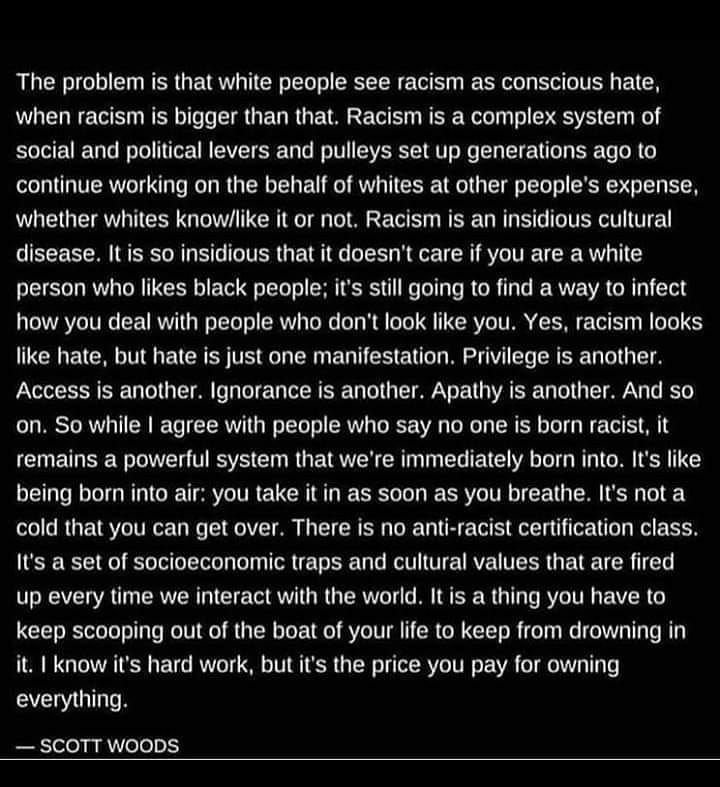 The problem is that white people see racism as conscious hate,
when racism is bigger than that. Racism is a complex system of
social and political levers and pulleys set up generations ago to
continue working on the behalf of whites at other people's expense,
whether whites know/like it or not. Racism is an insidious cultural
disease. It is so insidious that it doesn't care if you are a white
person who likes black people; it's still going to find a way to infect
how you deal with people who don't look like you. Yes, racism looks
like hate, but hate is just one manifestation. Privilege is another.
Access is another. Ignorance is another. Apathy is another. And so
on. So while I agree with people who say no one is born racist, it
remains a powerful system that we're immediately born into. It's like
being born into air: you take it in as soon as you breathe. It's not a
cold that you can get over. There is no anti-racist certification class.
It's a set of socioeconomic traps and cultural values that are fired
up every time we interact with the world. It is a thing you have to
keep scooping out of the boat of your life to keep from drowning in
it. I know it's hard work, but it's the price you pay for owning
everything.
— SCOTT WOODS